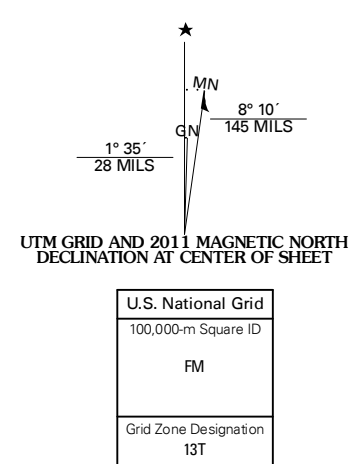 ★
MN
8° 10´
145 MILS
GN
1° 35´
28 MILS
UTM GRID AND 2011 MAGNETIC NORTH
DECLINATION AT CENTER OF SHEET
U.S. National Grid
100,000-m Square ID
FM
Grid Zone Designation
13T